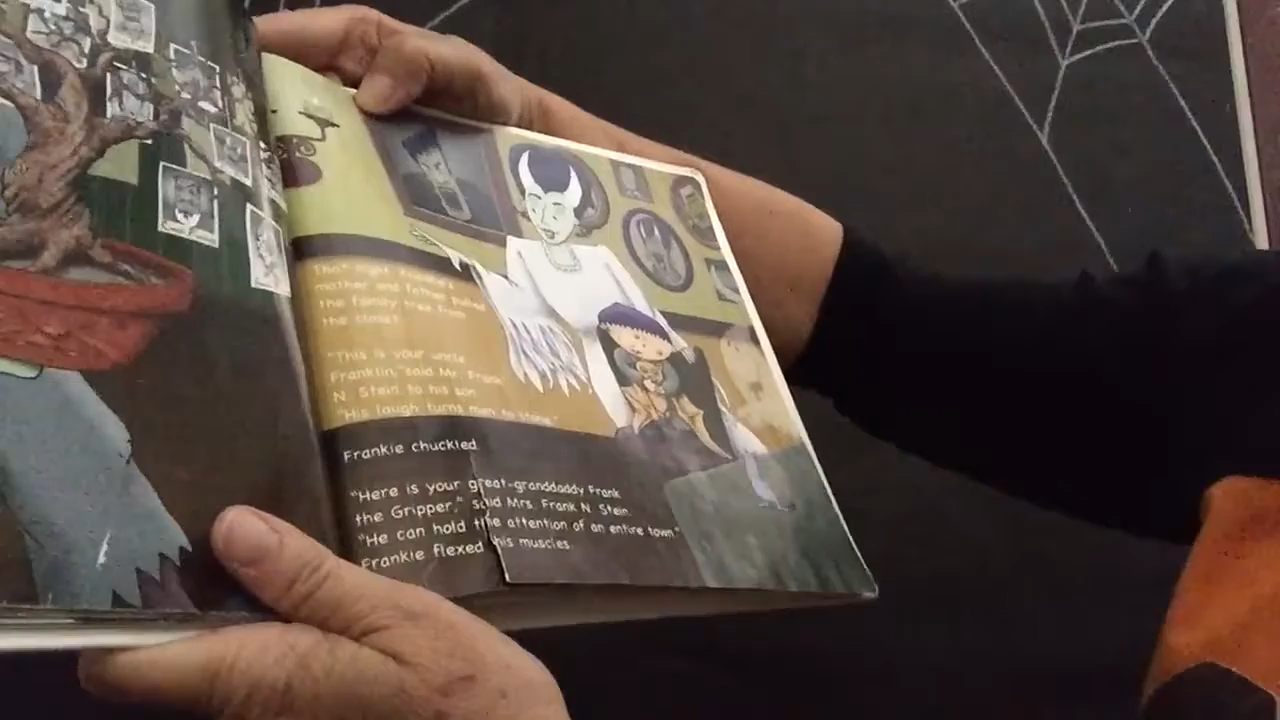 That night, Frankie's
mother and father pulled
the family tree from
the closet.
"This is your uncle
Franklin," said Mr. Frank
N. Stein to his son.
"His laugh turns men to stone."
Frankie chuckled.
"Here is your great-granddaddy Frank
the Gripper," said Mrs. Frank N. Stein.
"He can hold the attention of an entire town."
Frankie flexed his muscles.